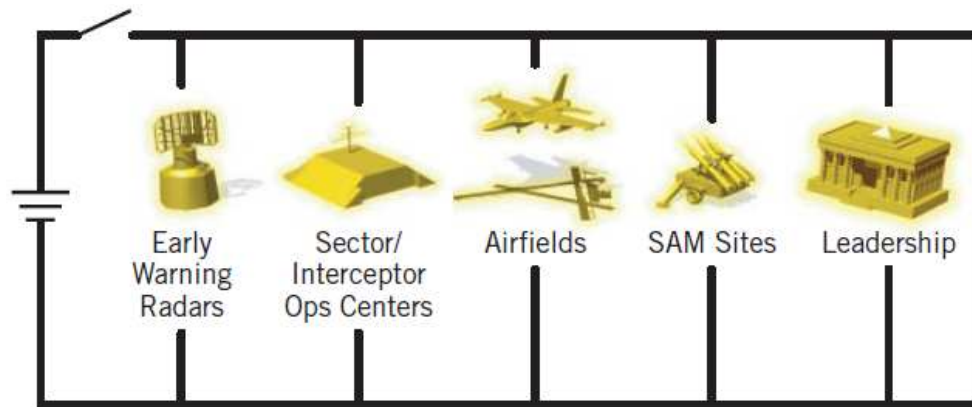 Early
Warning
Radars
Sector/
Interceptor
Ops Centers
Airfields
SAM Sites
Leadership